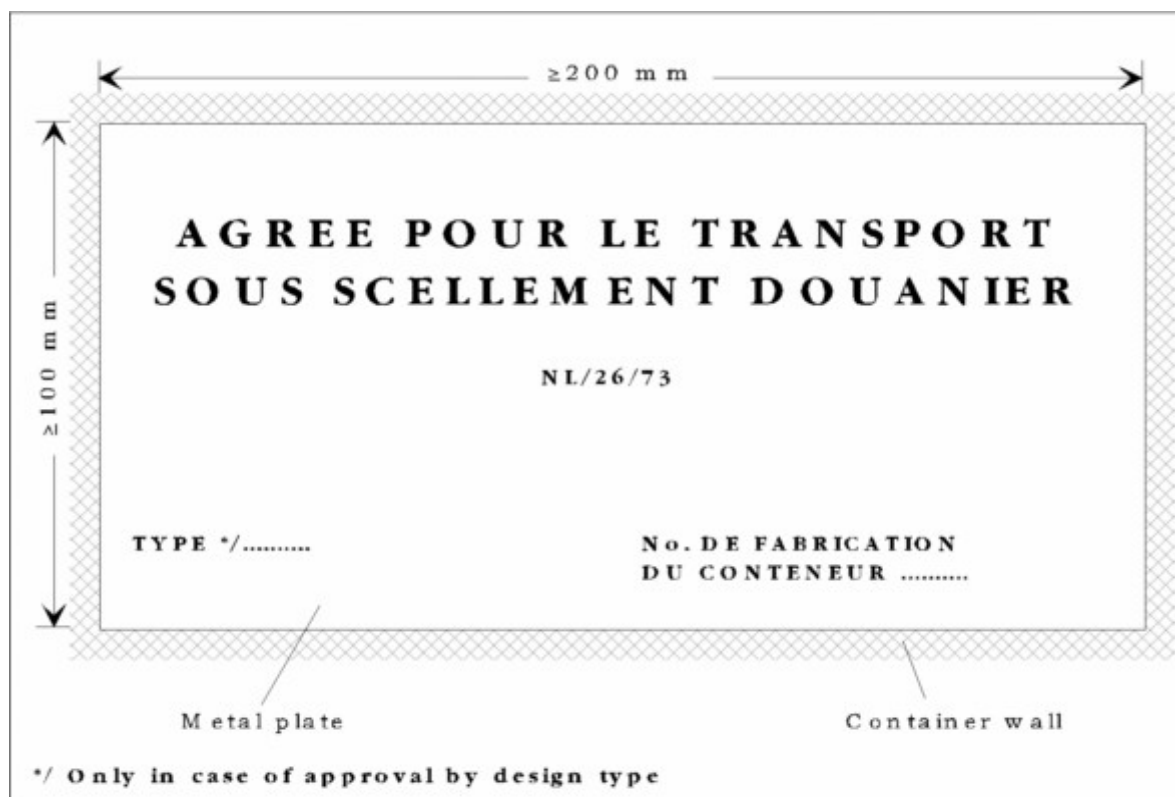 ≥200 mm
≥100 mm
AGREE POUR LE TRANSPORT
SOUS SCELLEMENT DOUANIER
NL/26/73
TYPE */..........
No. DE FABRICATION
DU CONTENEUR ..........
Metal plate
Container wall
*/ Only in case of approval by design type